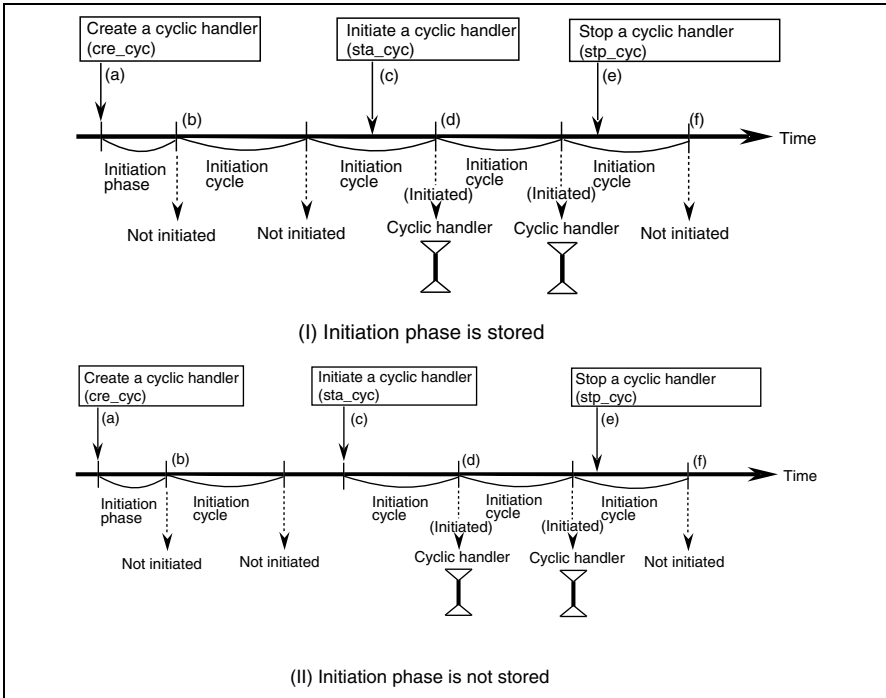 Create a cyclic handler
(cre_cyc)
Initiate a cyclic handler
(sta_cyc)
Stop a cyclic handler
(stp_cyc)
(a)
(c)
(e)
(b)
(d)
(f)
Time
Initiation
phase
Initiation
cycle
Initiation
cycle
Initiation
cycle
Initiation
cycle
(Initiated)
(Initiated)
Not initiated
Not initiated
Cyclic handler
Cyclic handler
Not initiated
(I) Initiation phase is stored
Create a cyclic handler
(cre_cyc)
Initiate a cyclic handler
(sta_cyc)
Stop a cyclic handler
(stp_cyc)
(a)
(c)
(e)
(b)
(d)
(f)
Time
Initiation
phase
Initiation
cycle
Initiation
cycle
Initiation
cycle
Initiation
cycle
(Initiated)
(Initiated)
Not initiated
Not initiated
Cyclic handler
Cyclic handler
Not initiated
(II) Initiation phase is not stored